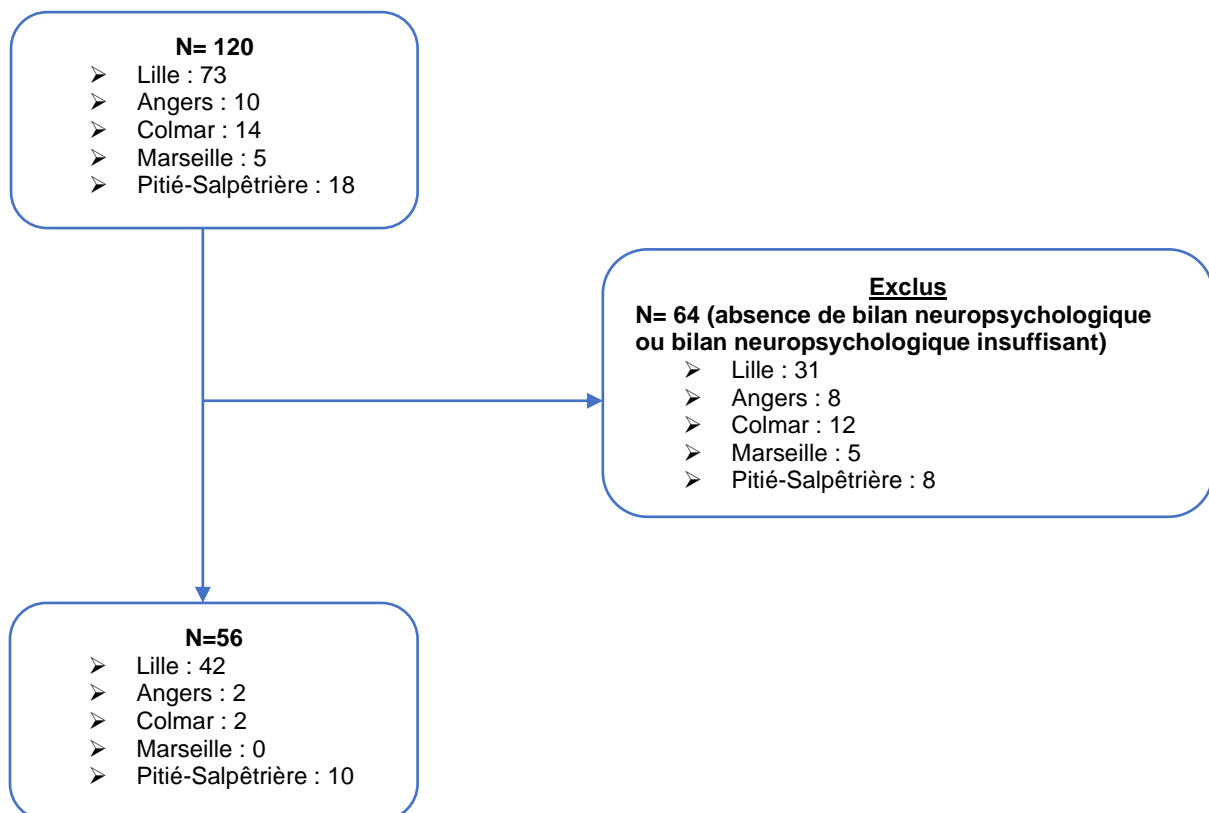 N= 120
➢ Lille : 73
➢ Angers : 10
➢ Colmar : 14
➢ Marseille : 5
➢ Pitié-Salpêtrière : 18
Exclus
N= 64 (absence de bilan neuropsychologique
ou bilan neuropsychologique insuffisant)
➢ Lille : 31
➢ Angers : 8
➢ Colmar : 12
➢ Marseille : 5
➢ Pitié-Salpêtrière : 8
N=56
➢ Lille : 42
➢ Angers : 2
➢ Colmar : 2
➢ Marseille : 0
➢ Pitié-Salpêtrière : 10